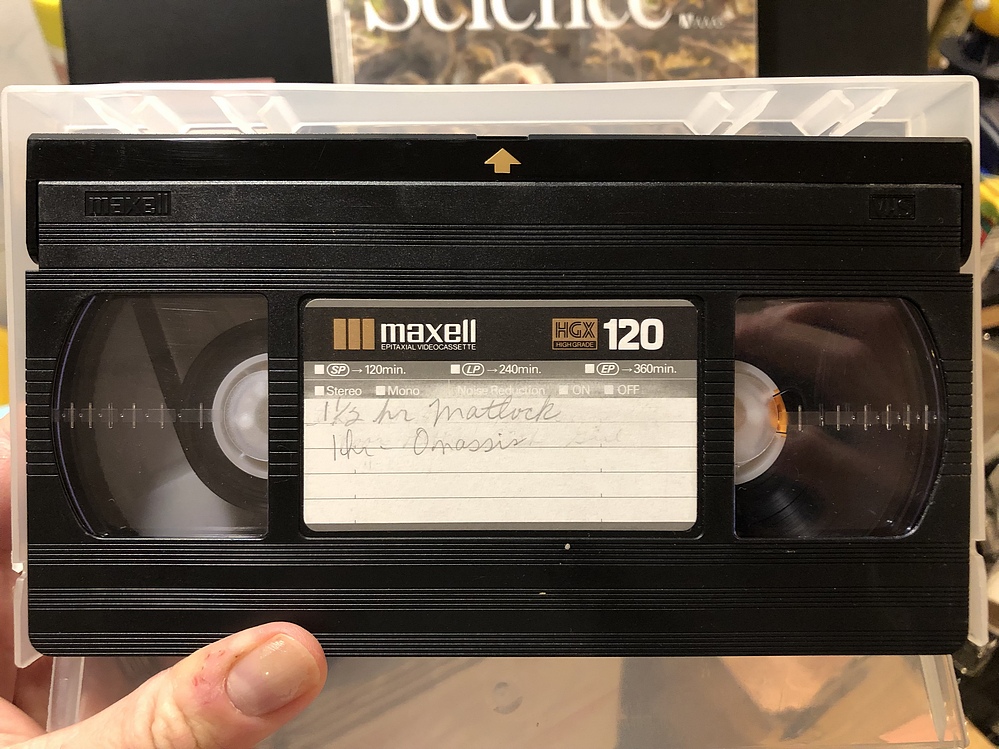 Science
maxell
VHS
maxell
EPITAXIAL VIDEOCASSETTE
HGX
HIGH GRADE
120
SP → 120min. LP → 240min. EP → 360min.
Stereo Mono Noise Reduction ON OFF
1½ hr Matlock
1hr Onassis